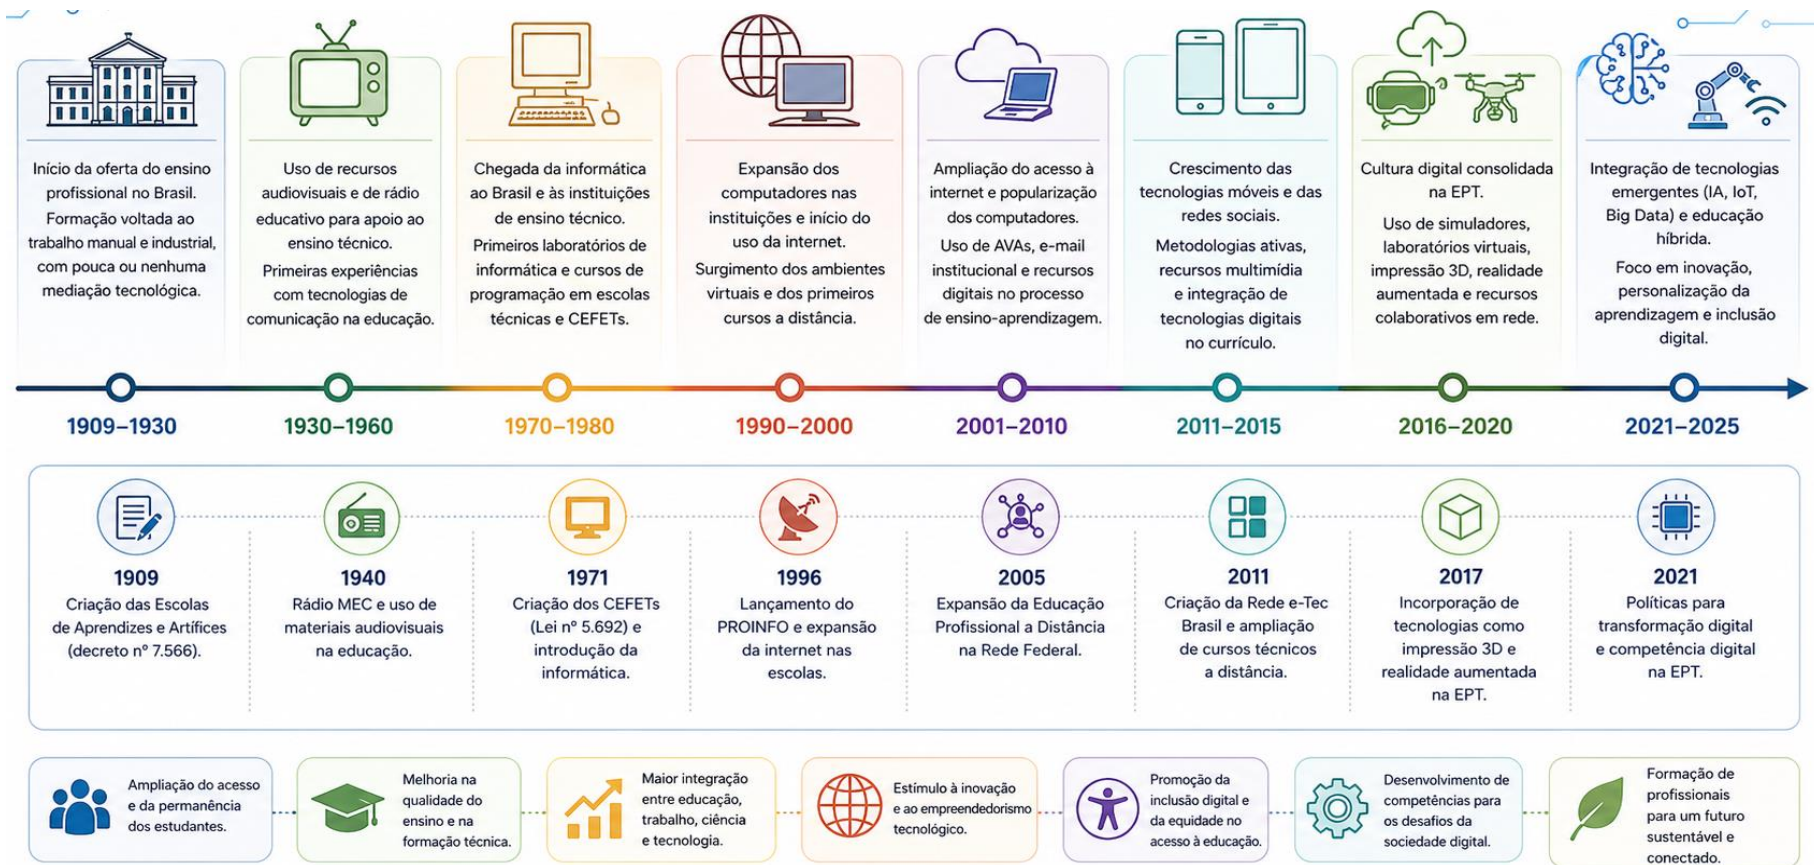 Início da oferta do ensino
profissional no Brasil.
Formação voltada ao
trabalho manual e industrial,
com pouca ou nenhuma
mediação tecnológica.
Uso de recursos
audiovisuais e de rádio
educativo para apoio ao
ensino técnico.
Primeiras experiências
com tecnologias de
comunicação na educação.
Chegada da informática
ao Brasil e às instituições
de ensino técnico.
Primeiros laboratórios de
informática e cursos de
programação em escolas
técnicas e CEFETs.
Expansão dos
computadores nas
instituições e início do
uso da internet.
Surgimento dos ambientes
virtuais e dos primeiros
cursos a distância.
Ampliação do acesso à
internet e popularização
dos computadores.
Uso de AVAs, e-mail
institucional e recursos
digitais no processo
de ensino-aprendizagem.
Crescimento das
tecnologias móveis e das
redes sociais.
Metodologias ativas,
recursos multimídia
e integração de
tecnologias digitais
no currículo.
Cultura digital consolidada
na EPT.
Uso de simuladores,
laboratórios virtuais,
impressão 3D, realidade
aumentada e recursos
colaborativos em rede.
Integração de tecnologias
emergentes (IA, IoT,
Big Data) e educação
híbrida.
Foco em inovação,
personalização da
aprendizagem e inclusão
digital.
1909–1930
1930–1960
1970–1980
1990–2000
2001–2010
2011–2015
2016–2020
2021–2025
1909
Criação das Escolas
de Aprendizes e Artífices
(decreto nº 7.566).
1940
Rádio MEC e uso de
materiais audiovisuais
na educação.
1971
Criação dos CEFETs
(Lei nº 5.692) e
introdução da
informática.
1996
Lançamento do
PROINFO e expansão
da internet nas
escolas.
2005
Expansão da Educação
Profissional a Distância
na Rede Federal.
2011
Criação da Rede e-Tec
Brasil e ampliação
de cursos técnicos
a distância.
2017
Incorporação de
tecnologias como
impressão 3D e
realidade aumentada
na EPT.
2021
Políticas para
transformação digital
e competência digital
na EPT.
Ampliação do acesso
e da permanência
dos estudantes.
Melhoria na
qualidade do
ensino e na
formação técnica.
Maior integração
entre educação,
trabalho, ciência
e tecnologia.
Estímulo à inovação
e ao empreendedorismo
tecnológico.
Promoção da
inclusão digital e
da equidade no
acesso à educação.
Desenvolvimento de
competências para
os desafios da
sociedade digital.
Formação de
profissionais
para um futuro
sustentável e
conectado.